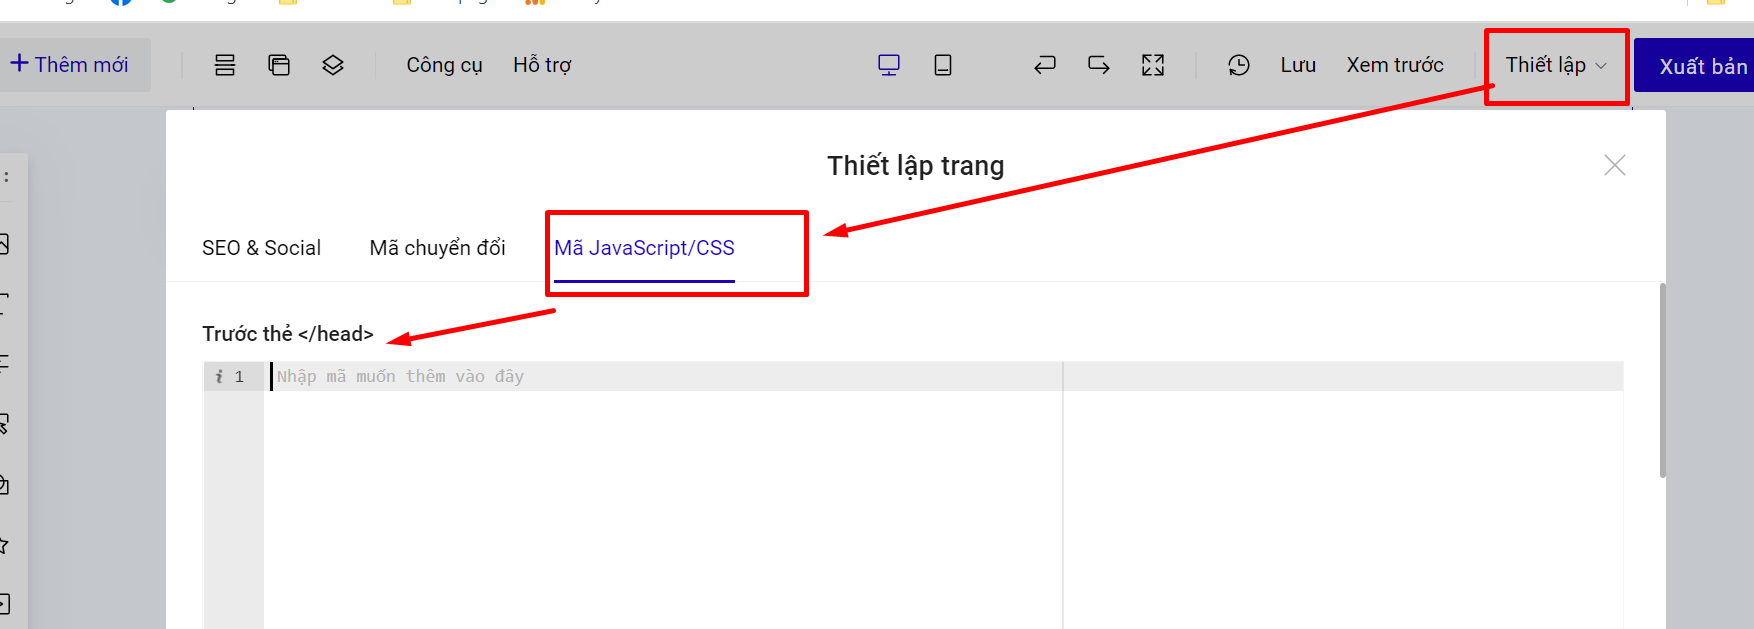 Thêm mới
Công cụ
Hỗ trợ
Lưu
Xem trước
Thiết lập
Xuất bản
Thiết lập trang
SEO & Social
Mã chuyển đổi
Mã JavaScript/CSS
Trước thẻ </head>
i 1 Nhập mã muốn thêm vào đây